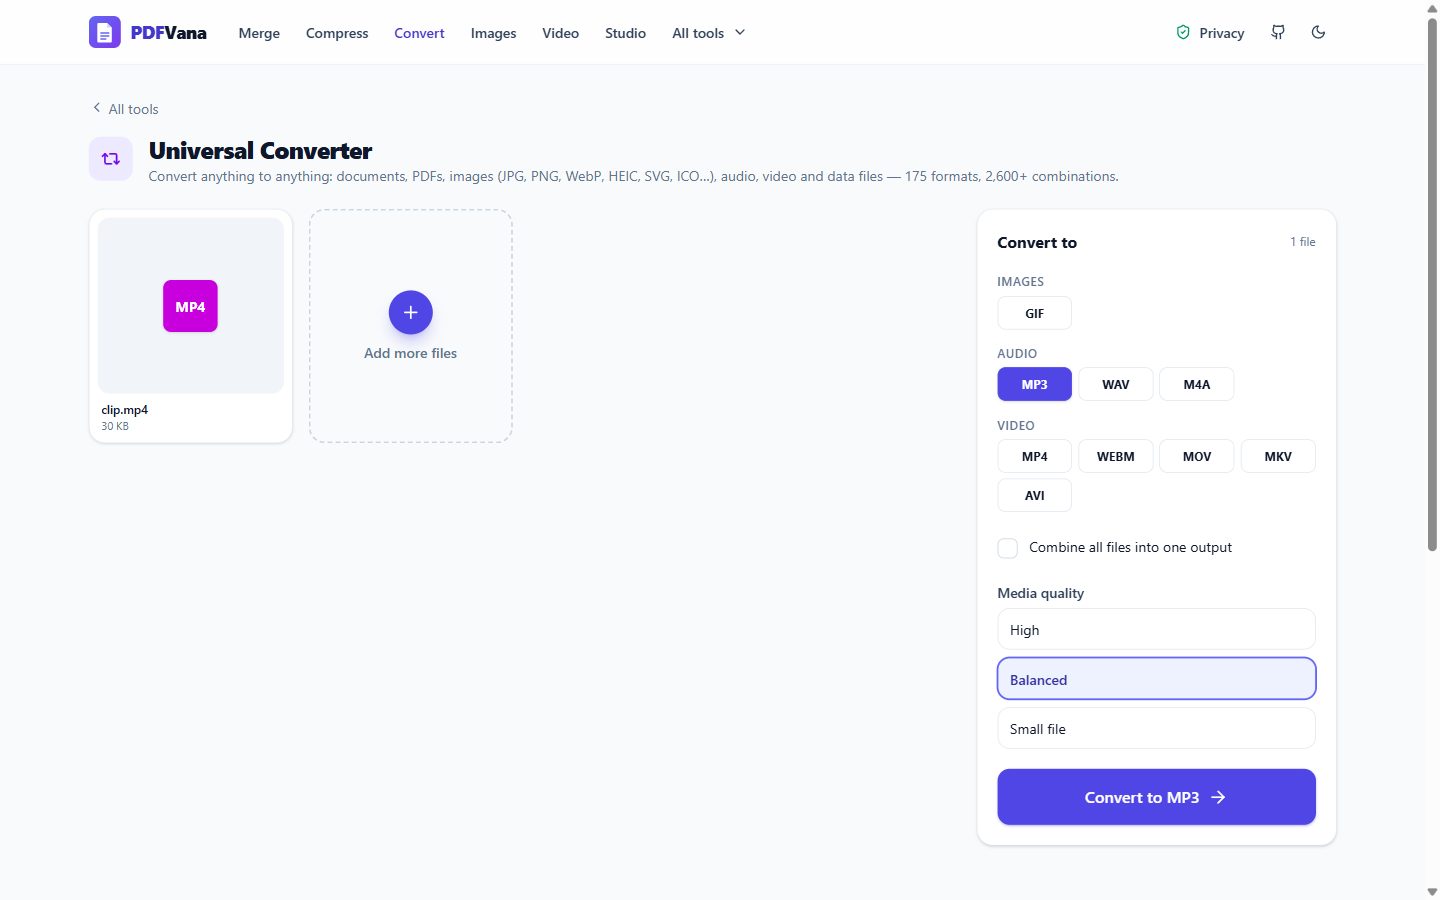 PDFVana Merge Compress Convert Images Video Studio All tools Privacy
All tools
Universal Converter
Convert anything to anything: documents, PDFs, images (JPG, PNG, WebP, HEIC, SVG, ICO...), audio, video and data files — 175 formats, 2,600+ combinations.
MP4
clip.mp4
30 KB
Add more files
Convert to 1 file
IMAGES
GIF
AUDIO
MP3 WAV M4A
VIDEO
MP4 WEBM MOV MKV
AVI
Combine all files into one output
Media quality
High
Balanced
Small file
Convert to MP3